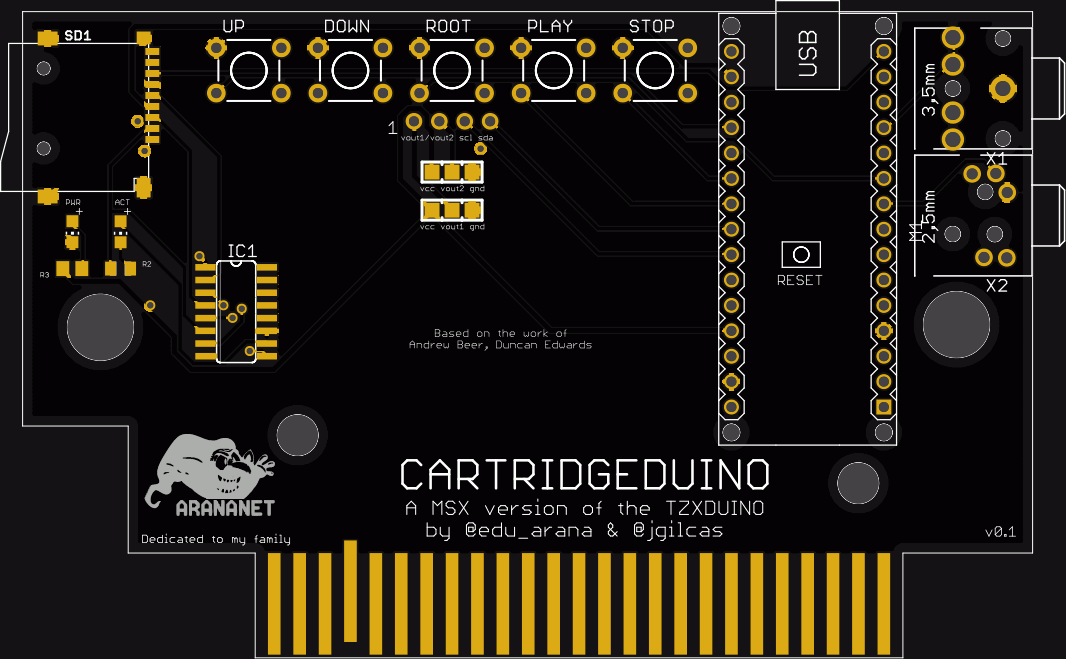 UP DOWN ROOT PLAY STOP
SD1
USB
3,5mm
1
vout1/vout2 scl sda
X1
vcc vout2 gnd
PWR ACT
+ +
vcc vout1 gnd
M1
2,5mm
IC1
R3 R2
RESET
X2
Based on the work of
Andrew Beer, Duncan Edwards
CARTRIDGEDUINO
A MSX version of the TZXDUINO
by @edu_arana & @jgilcas
ARANANET
Dedicated to my family
v0.1